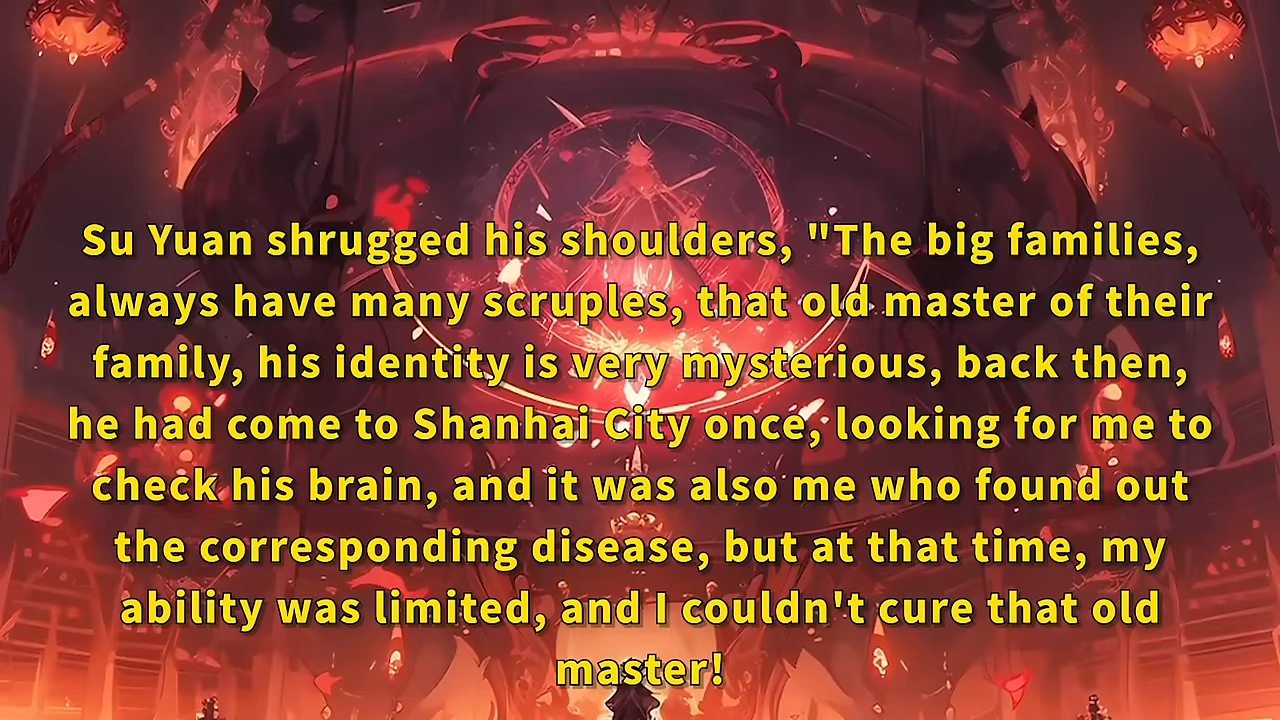 Su Yuan shrugged his shoulders, "The big families,
always have many scruples, that old master of their
family, his identity is very mysterious, back then,
he had come to Shanhai City once, looking for me to
check his brain, and it was also me who found out
the corresponding disease, but at that time, my
ability was limited, and I couldn't cure that old
master!